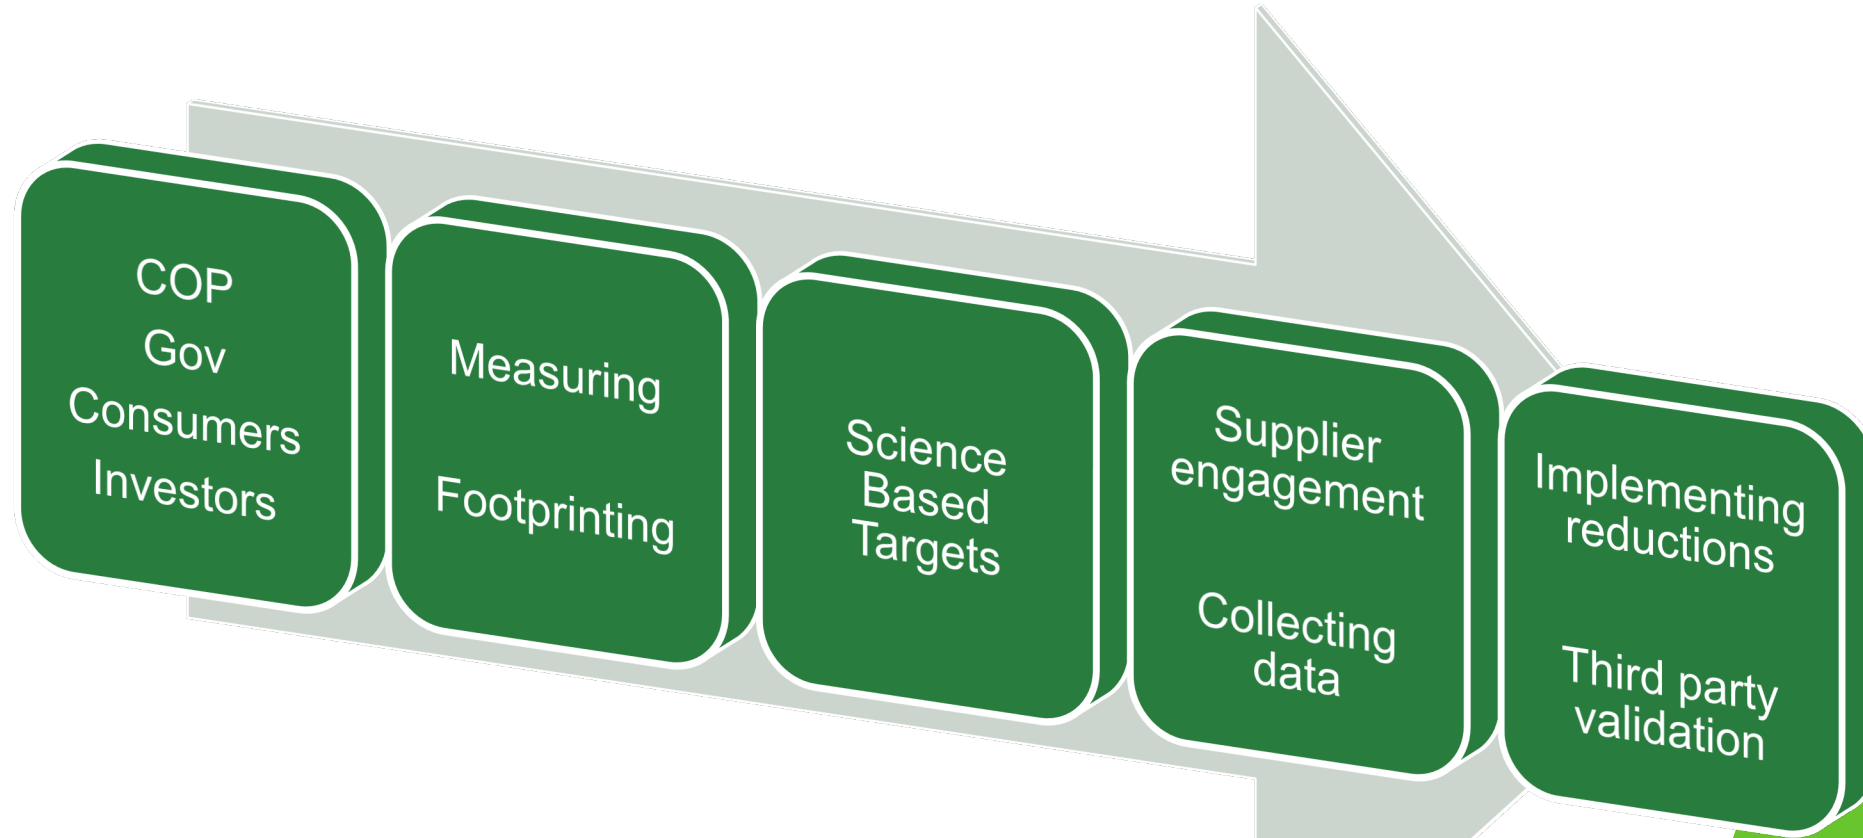 COP
Gov
Consumers
Investors
Measuring
Footprinting
Science
Based
Targets
Supplier
engagement
Collecting
data
Implementing
reductions
Third party
validation